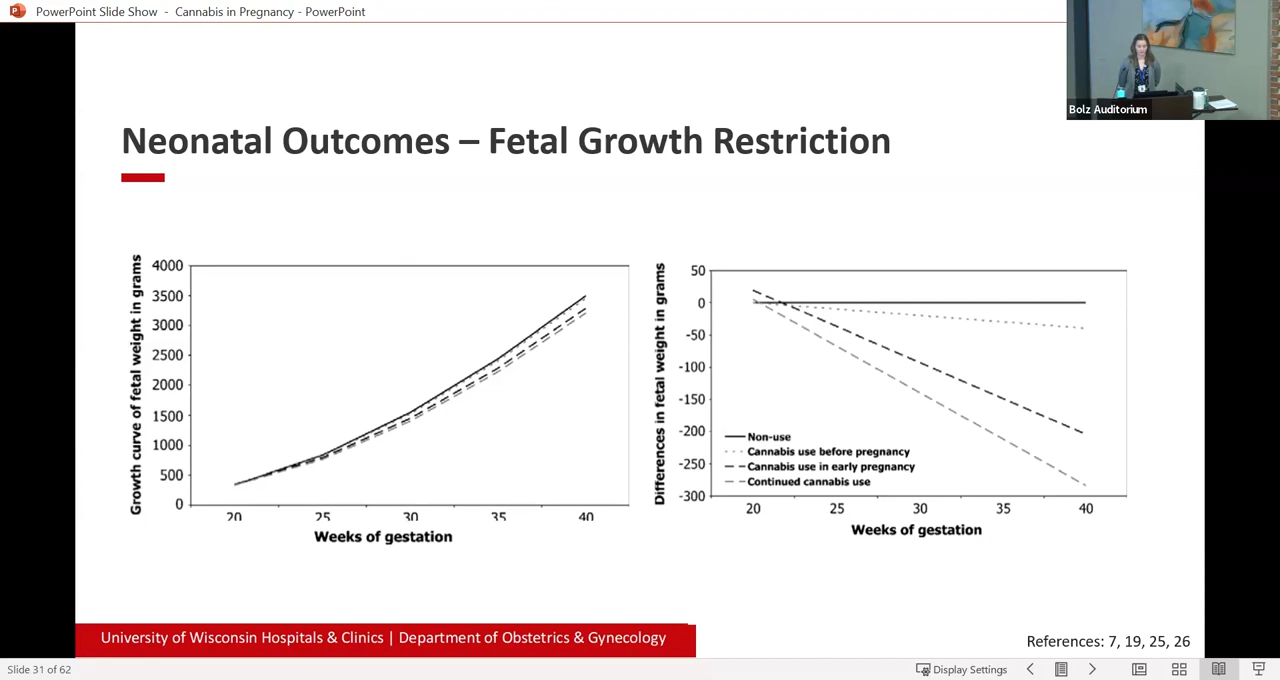 PowerPoint Slide Show - Cannabis in Pregnancy - PowerPoint
Bolz Auditorium
Neonatal Outcomes – Fetal Growth Restriction
Growth curve of fetal weight in grams
4000
3500
3000
2500
2000
1500
1000
500
0
20 25 30 35 40
Weeks of gestation
Differences in fetal weight in grams
50
0
-50
-100
-150
-200
-250
-300
Non-use
Cannabis use before pregnancy
Cannabis use in early pregnancy
Continued cannabis use
20 25 30 35 40
Weeks of gestation
University of Wisconsin Hospitals & Clinics | Department of Obstetrics & Gynecology
References: 7, 19, 25, 26
Slide 31 of 62
Display Settings